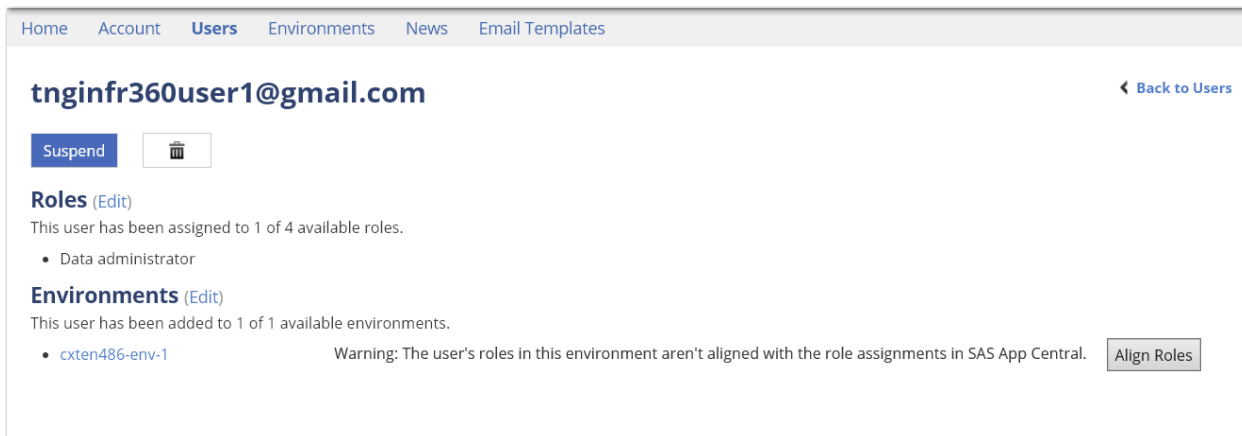 Home Account Users Environments News Email Templates
tnginfr360user1@gmail.com
Back to Users
Suspend
Roles (Edit)
This user has been assigned to 1 of 4 available roles.
• Data administrator
Environments (Edit)
This user has been added to 1 of 1 available environments.
• cxten486-env-1 Warning: The user's roles in this environment aren't aligned with the role assignments in SAS App Central. Align Roles